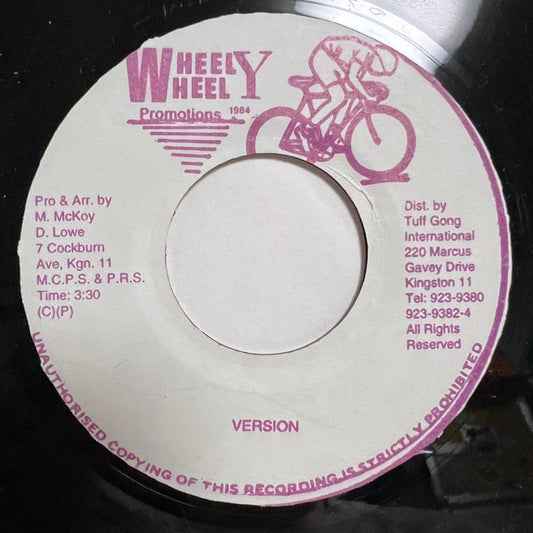 WHEELY
WHEEL
Promotions 1984
Pro & Arr. by
M. McKoy
D. Lowe
7 Cockburn
Ave, Kgn. 11
M.C.P.S. & P.R.S.
Time: 3:30
(C)(P)
Dist. by
Tuff Gong
International
220 Marcus
Gavey Drive
Kingston 11
Tel: 923-9380
923-9382-4
All Rights
Reserved
VERSION
UNAUTHORISED COPYING OF THIS RECORDING IS STRICTLY PROHIBITED